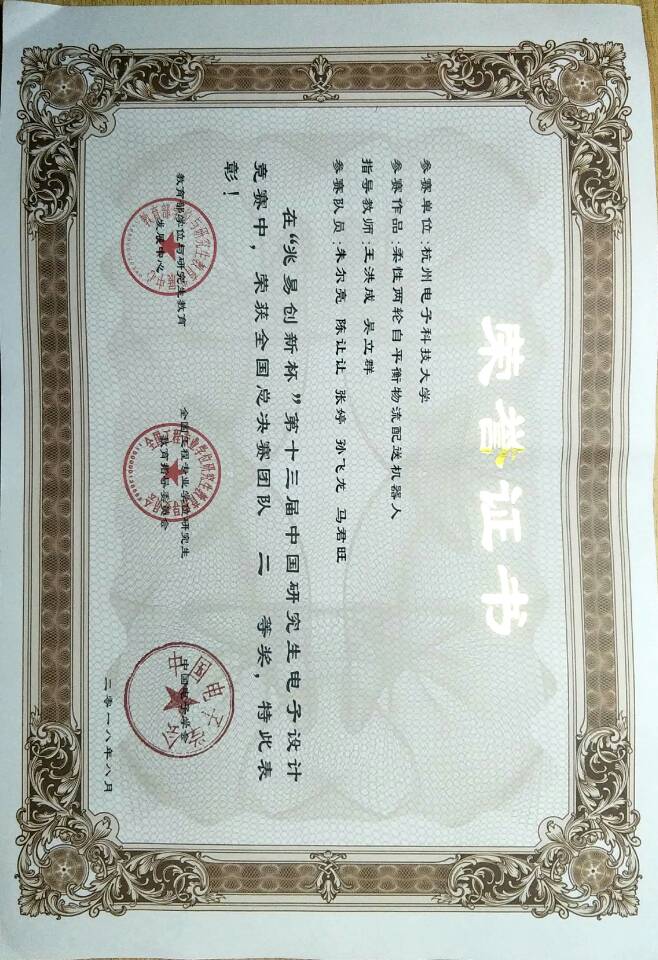 荣誉证书
参赛单位:杭州电子科技大学
参赛作品:柔性两轮自平衡物流配送机器人
指导教师:王洪成 吴立群
参赛队员:朱尔亮 陈让让 张婷 孙飞龙 马君旺
在“兆易创新杯”第十三届中国研究生电子设计
竞赛中，荣获全国总决赛团队 二 等奖，特此表
彰！
教育部学位与研究生教育
发展中心
全国工程专业学位研究生
教育指导委员会
中国电子学会
中国电子学会
二零一八年八月